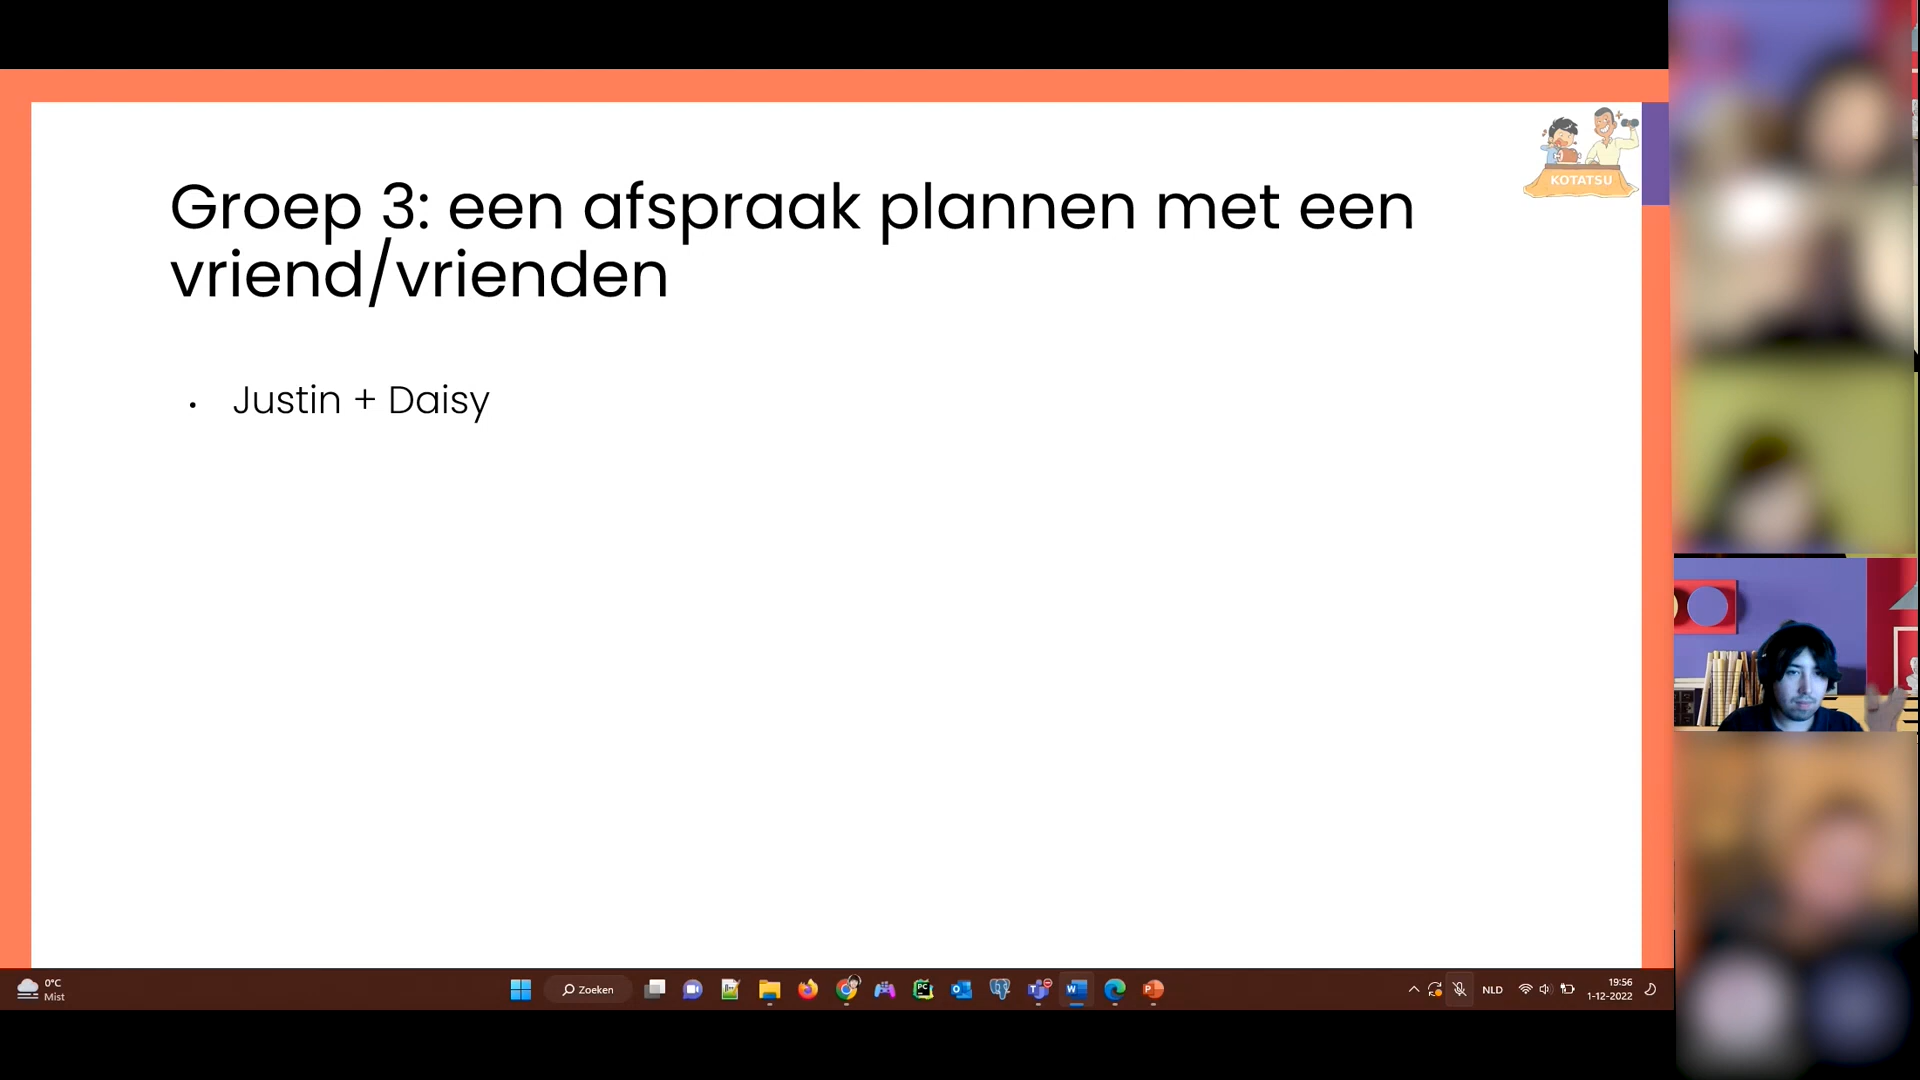 KOTATSU
Groep 3: een afspraak plannen met een
vriend/vrienden
• Justin + Daisy
0°C
Mist
Zoeken
NLD
19:56
1-12-2022